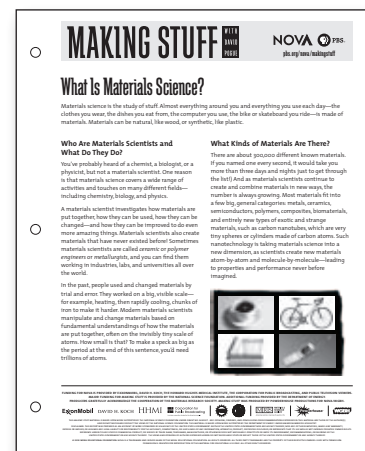 MAKING STUFF
WITH
DAVID
POGUE
NOVA PBS
pbs.org/nova/makingstuff
What Is Materials Science?
Materials science is the study of stuff. Almost everything around you and everything you use each day—the
clothes you wear, the dishes you eat from, the computer you use, the bike or skateboard you ride—is made of
materials. Materials can be natural, like wood, or synthetic, like plastic.
Who Are Materials Scientists and
What Do They Do?
You've probably heard of a chemist, a biologist, or a
physicist, but not a materials scientist. One reason
is that materials science covers a wide range of
activities and touches on many different fields—
including chemistry, biology, and physics.
A materials scientist investigates how materials are
put together, how they can be used, how they can be
changed—and how they can be improved to do even
more amazing things. Materials scientists also create
materials that have never existed before! Sometimes
materials scientists are called ceramic or polymer
engineers or metallurgists, and you can find them
working in industries, labs, and universities all over
the world.
In the past, people used and changed materials by
trial and error. They worked on a big, visible scale—
for example, heating, then rapidly cooling, chunks of
iron to make it harder. Modern materials scientists
manipulate and change materials based on
fundamental understandings of how the materials
are put together, often on the invisibly tiny scale of
atoms. How small is that? To make a speck as big as
the period at the end of this sentence, you'd need
trillions of atoms.
What Kinds of Materials Are There?
There are about 300,000 different known materials.
If you named one every second, it would take you
more than three days and nights just to get through
the list! And as materials scientists continue to
create and combine materials in new ways, the
number is always growing. Most materials fit into
a few big, general categories: metals, ceramics,
semiconductors, polymers, composites, biomaterials,
and entirely new types of exotic and strange
materials, such as carbon nanotubes, which are very
tiny spheres or cylinders made of carbon atoms. Such
nanotechnology is taking materials science into a
new dimension, as scientists create new materials
atom-by-atom and molecule-by-molecule—leading
to properties and performance never before
imagined.
ExxonMobil DAVID H. KOCH HHMI